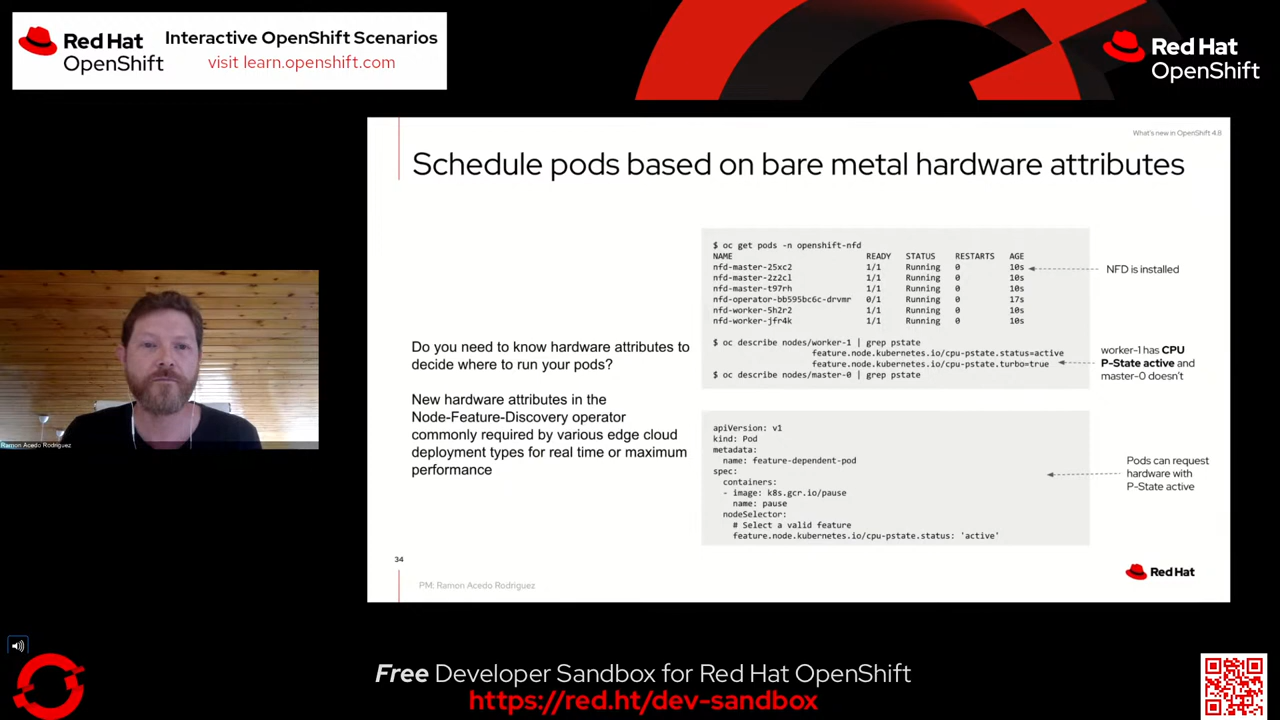 Red Hat
OpenShift
Interactive OpenShift Scenarios
visit learn.openshift.com
Red Hat
OpenShift
What's new in OpenShift 4.8
Schedule pods based on bare metal hardware attributes
Do you need to know hardware attributes to
decide where to run your pods?
New hardware attributes in the
Node-Feature-Discovery operator
commonly required by various edge cloud
deployment types for real time or maximum
performance
$ oc get pods -n openshift-nfd
NAME READY STATUS RESTARTS AGE
nfd-master-25xc2 1/1 Running 0 10s
nfd-master-2z2cl 1/1 Running 0 10s
nfd-master-t97rh 1/1 Running 0 10s
nfd-operator-bb595bc6c-drvmr 0/1 Running 0 17s
nfd-worker-5h2r2 1/1 Running 0 10s
nfd-worker-jfr4k 1/1 Running 0 10s
$ oc describe nodes/worker-1 | grep pstate
feature.node.kubernetes.io/cpu-pstate.status=active
feature.node.kubernetes.io/cpu-pstate.turbo=true
$ oc describe nodes/master-0 | grep pstate
NFD is installed
worker-1 has CPU
P-State active and
master-0 doesn't
apiVersion: v1
kind: Pod
metadata:
name: feature-dependent-pod
spec:
containers:
- image: k8s.gcr.io/pause
name: pause
nodeSelector:
# Select a valid feature
feature.node.kubernetes.io/cpu-pstate.status: 'active'
Pods can request
hardware with
P-State active
34
PM: Ramon Acedo Rodriguez
Red Hat
Ramon Acedo Rodriguez
Free Developer Sandbox for Red Hat OpenShift
https://red.ht/dev-sandbox